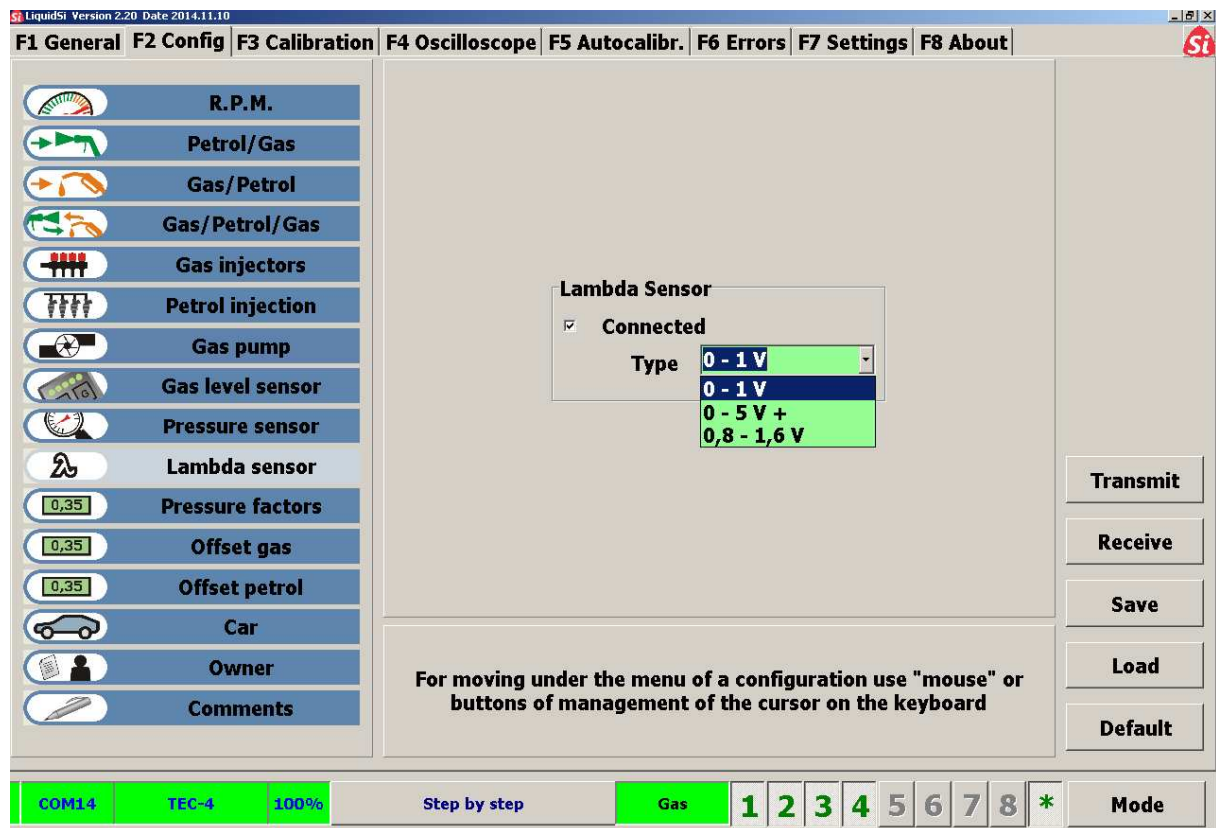 Si LiquidSi Version 2.20 Date 2014.11.10
F1 General F2 Config F3 Calibration F4 Oscilloscope F5 Autocalibr. F6 Errors F7 Settings F8 About Si
R.P.M.
Petrol/Gas
Gas/Petrol
Gas/Petrol/Gas
Gas injectors
Petrol injection
Gas pump
Gas level sensor
Pressure sensor
Lambda sensor
0,35 Pressure factors
0,35 Offset gas
0,35 Offset petrol
Car
Owner
Comments
Lambda Sensor
Connected
Type 0 - 1 V
0 - 1 V
0 - 5 V +
0,8 - 1,6 V
For moving under the menu of a configuration use "mouse" or
buttons of management of the cursor on the keyboard
Transmit
Receive
Save
Load
Default
COM14 TEC-4 100% Step by step Gas 1 2 3 4 5 6 7 8 * Mode